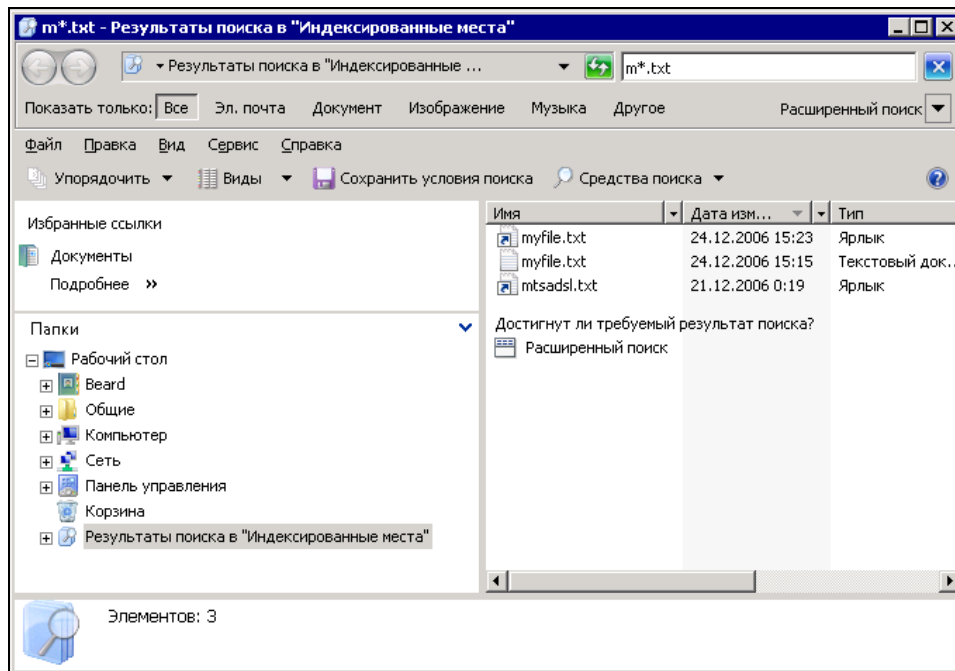 m*.txt - Результаты поиска в "Индексированные места"
Результаты поиска в "Индексированные ... m*.txt
Показать только: Все Эл. почта Документ Изображение Музыка Другое Расширенный поиск
Файл Правка Вид Сервис Справка
Упорядочить Виды Сохранить условия поиска Средства поиска
Избранные ссылки
Документы
Подробнее »
Папки
Рабочий стол
Beard
Общие
Компьютер
Сеть
Панель управления
Корзина
Результаты поиска в "Индексированные места"
Имя Дата изм... Тип
myfile.txt 24.12.2006 15:23 Ярлык
myfile.txt 24.12.2006 15:15 Текстовый док..
mtsadsl.txt 21.12.2006 0:19 Ярлык
Достигнут ли требуемый результат поиска?
Расширенный поиск
Элементов: 3